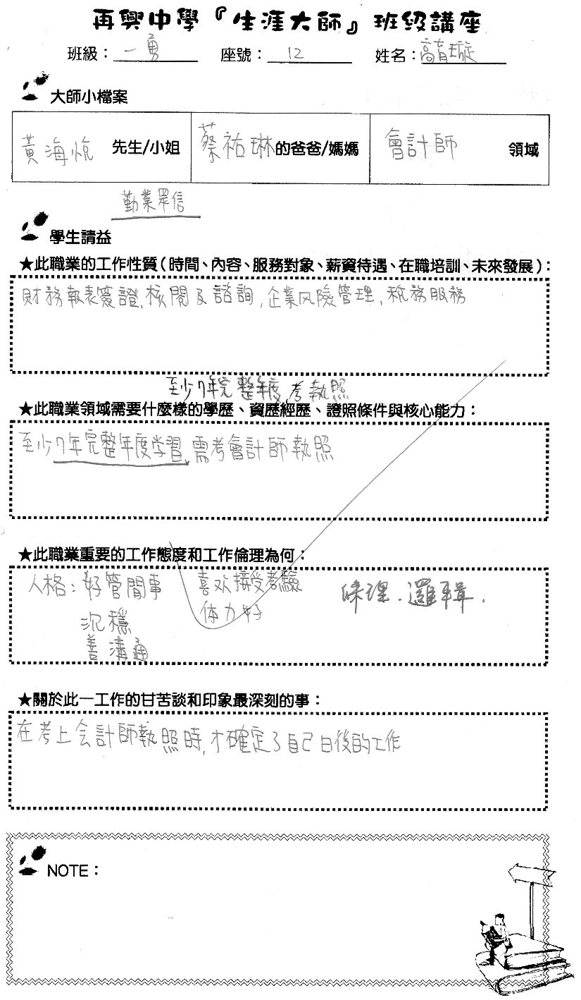 再興中學『生涯大師』班級講座
班級：一勇 座號：12 姓名：高育璇
大師小檔案
黃海悅 先生/小姐 蔡祐琳的爸爸/媽媽 會計師 領域
勤業眾信
學生請益
★此職業的工作性質（時間、內容、服務對象、薪資待遇、在職培訓、未來發展）：
財務報表簽證,核閱及諮詢,企業风險管理,稅務服務
至少7年完整年度,考執照
★此職業領域需要什麼樣的學歷、資歷經歷、證照條件與核心能力：
至少7年完整年度学習,需考會計師執照
★此職業重要的工作態度和工作倫理為何：
人格：好管閒事 喜欢接受考驗 條理.邏輯.
沉穩 体力好
善溝通
★關於此一工作的甘苦談和印象最深刻的事：
在考上会計師執照時,才確定了自己日後的工作
NOTE：